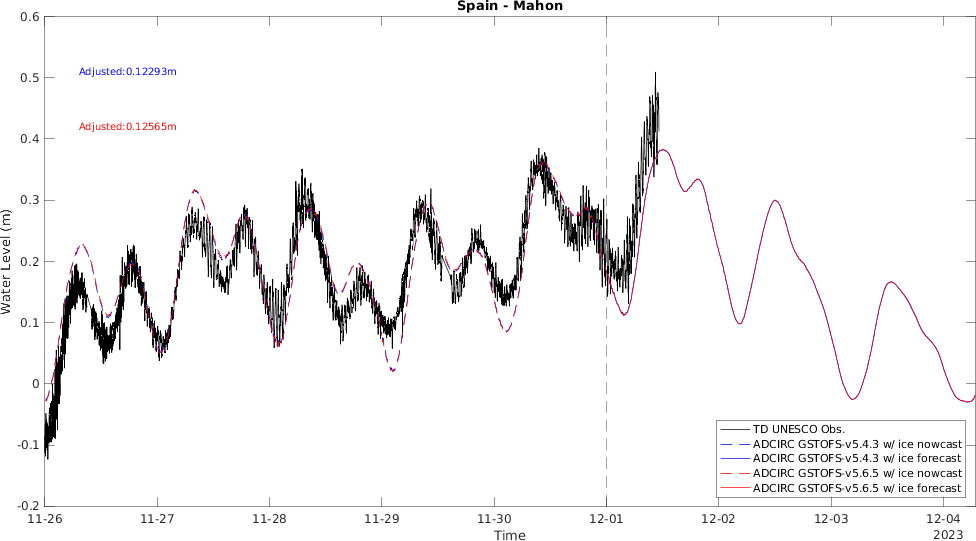 Spain - Mahon
0.6
0.5
0.4
0.3
0.2
0.1
0
-0.1
-0.2
Water Level (m)
Adjusted:0.12293m
Adjusted:0.12565m
TD UNESCO Obs.
ADCIRC GSTOFS-v5.4.3 w/ ice nowcast
ADCIRC GSTOFS-v5.4.3 w/ ice forecast
ADCIRC GSTOFS-v5.6.5 w/ ice nowcast
ADCIRC GSTOFS-v5.6.5 w/ ice forecast
11-26 11-27 11-28 11-29 11-30 12-01 12-02 12-03 12-04
2023
Time